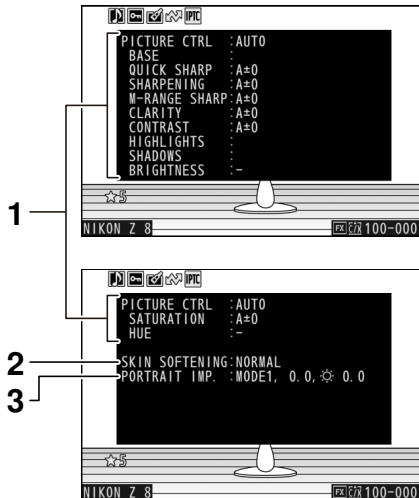 IPTC
PICTURE CTRL :AUTO
BASE :
QUICK SHARP :A±0
SHARPENING :A±0
M-RANGE SHARP:A±0
CLARITY :A±0
CONTRAST :A±0
HIGHLIGHTS :
SHADOWS :
BRIGHTNESS :–
1
☆5
NIKON Z 8
FX 100-000
IPTC
PICTURE CTRL :AUTO
SATURATION :A±0
HUE :–
2
SKIN SOFTENING:NORMAL
3
PORTRAIT IMP. :MODE1, 0.0, 0.0
☆5
NIKON Z 8
FX 100-000